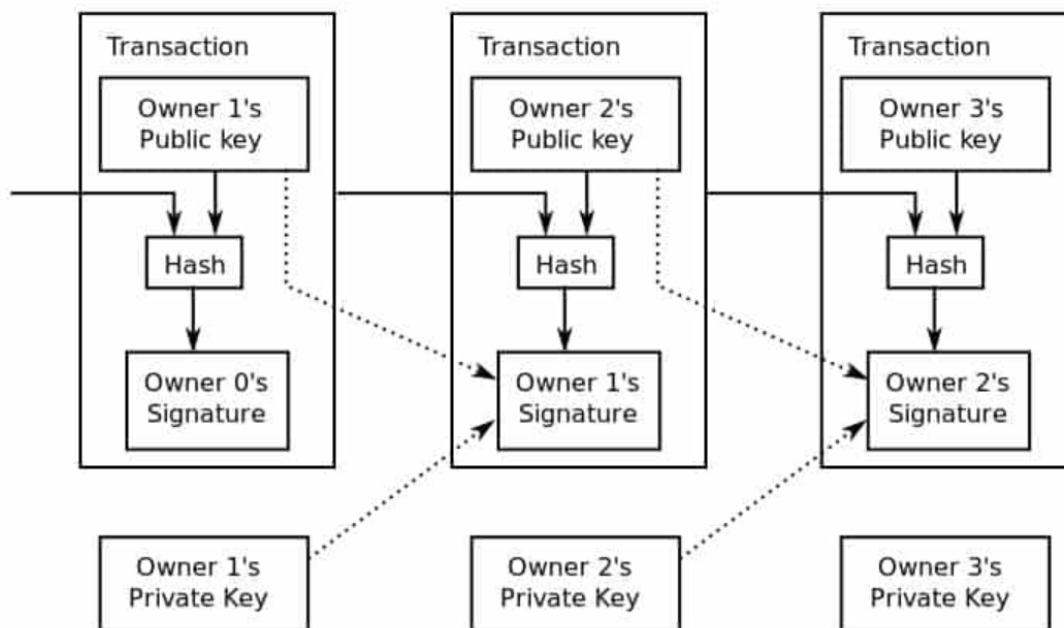 Transaction
Owner 1's
Public key
Hash
Owner 0's
Signature
Transaction
Owner 2's
Public key
Hash
Owner 1's
Signature
Transaction
Owner 3's
Public key
Hash
Owner 2's
Signature
Owner 1's
Private Key
Owner 2's
Private Key
Owner 3's
Private Key